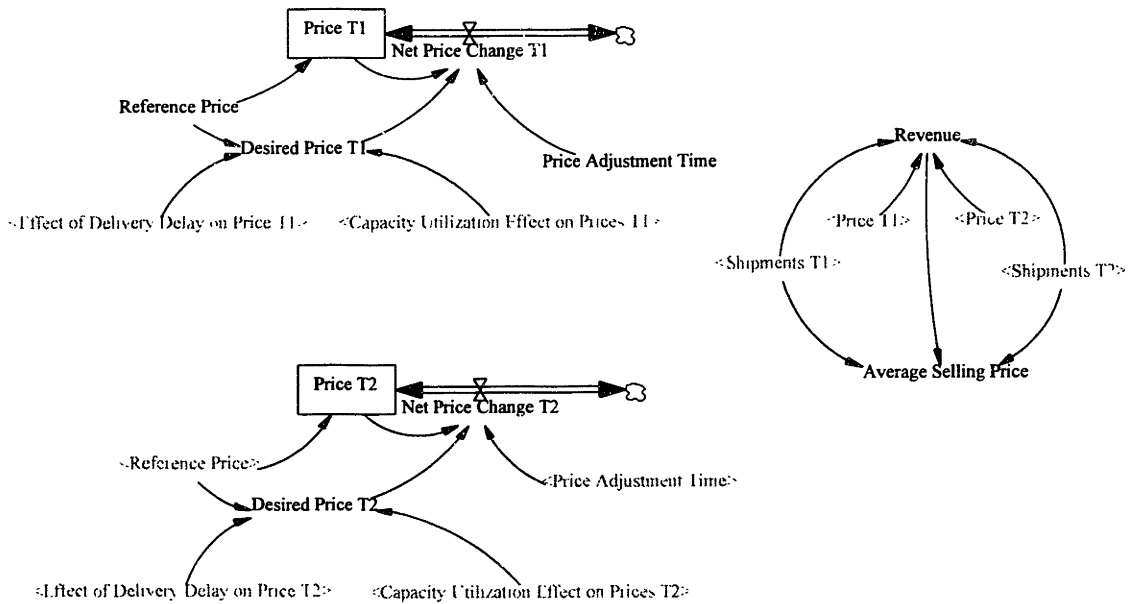 Price T1
Net Price Change T1
Reference Price
Desired Price T1
Price Adjustment Time
<Effect of Delivery Delay on Price T1>
<Capacity Utilization Effect on Prices T1>
Revenue
<Price T1>
<Price T2>
<Shipments T1>
<Shipments T2>
Average Selling Price
Price T2
Net Price Change T2
<Reference Price>
Desired Price T2
<Price Adjustment Time>
<Effect of Delivery Delay on Price T2>
<Capacity Utilization Effect on Prices T2>